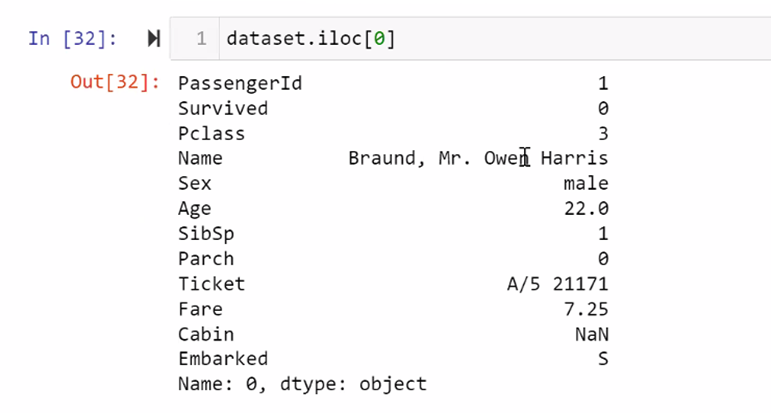 In [32]: 1 dataset.iloc[0]
Out[32]: PassengerId 1
Survived 0
Pclass 3
Name Braund, Mr. Owen Harris
Sex male
Age 22.0
SibSp 1
Parch 0
Ticket A/5 21171
Fare 7.25
Cabin NaN
Embarked S
Name: 0, dtype: object